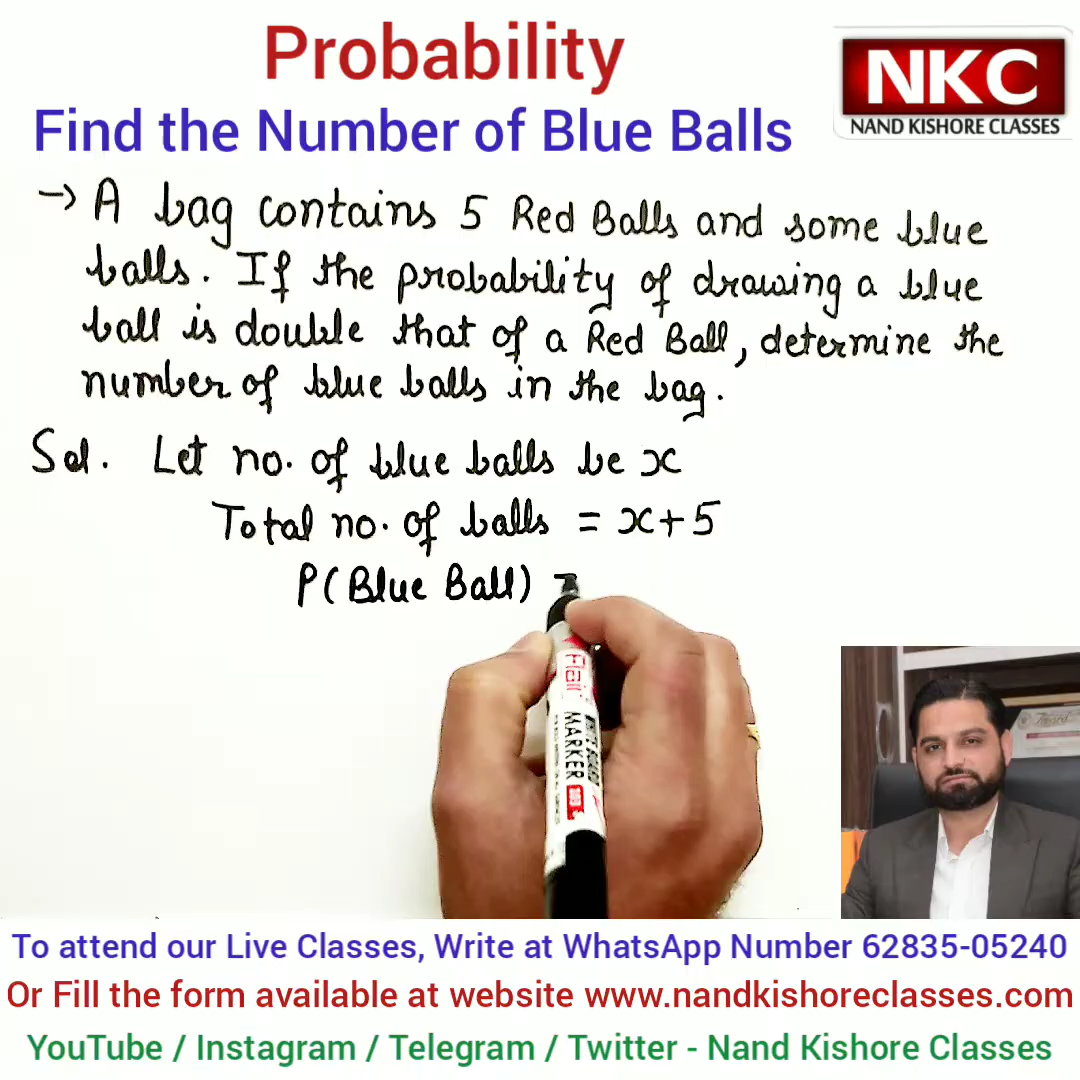 Probability
NKC
NAND KISHORE CLASSES
Find the Number of Blue Balls
→ A bag contains 5 Red Balls and some blue
balls. If the probability of drawing a blue
ball is double that of a Red Ball, determine the
number of blue balls in the bag.
Sol. Let no. of blue balls be x
Total no. of balls = x+5
P(Blue Ball) =
Flair
MARKER
To attend our Live Classes, Write at WhatsApp Number 62835-05240
Or Fill the form available at website www.nandkishoreclasses.com
YouTube / Instagram / Telegram / Twitter - Nand Kishore Classes